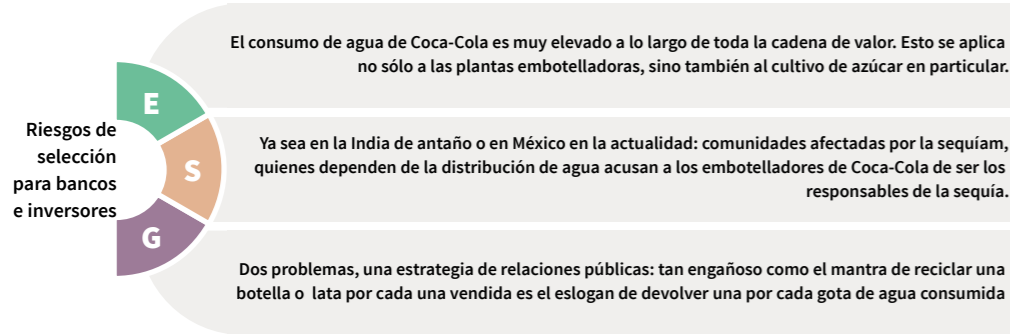 Riesgos de
selección
para bancos
e inversores
E
El consumo de agua de Coca-Cola es muy elevado a lo largo de toda la cadena de valor. Esto se aplica
no sólo a las plantas embotelladoras, sino también al cultivo de azúcar en particular.
S
Ya sea en la India de antaño o en México en la actualidad: comunidades afectadas por la sequíam,
quienes dependen de la distribución de agua acusan a los embotelladores de Coca-Cola de ser los
responsables de la sequía.
G
Dos problemas, una estrategia de relaciones públicas: tan engañoso como el mantra de reciclar una
botella o lata por cada una vendida es el eslogan de devolver una por cada gota de agua consumida